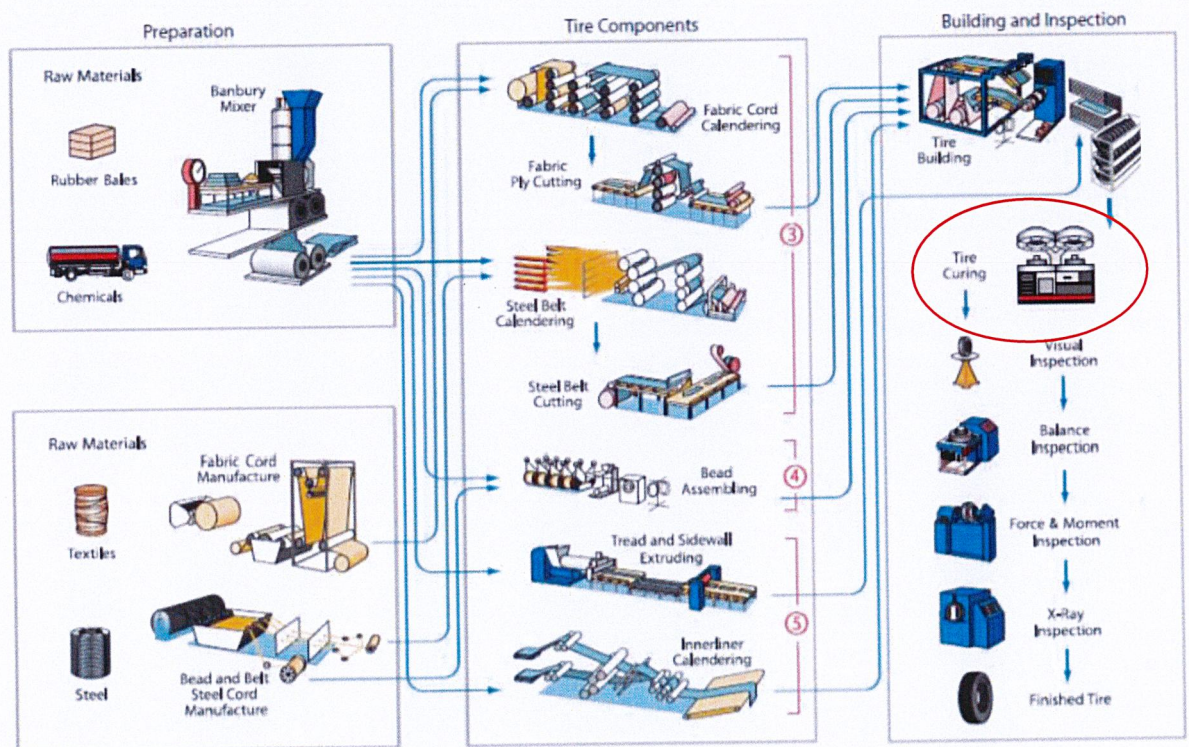 Preparation
Raw Materials
Banbury
Mixer
Rubber Bales
Chemicals
Raw Materials
Fabric Cord
Manufacture
Textiles
Steel
Bead and Belt
Steel Cord
Manufacture
Tire Components
Fabric Cord
Calendering
Fabric
Ply Cutting
③
Steel Belt
Calendering
Steel Belt
Cutting
Bead
Assembling
④
Tread and Sidewall
Extruding
⑤
Innerliner
Calendering
Building and Inspection
Tire
Building
Tire
Curing
Visual
Inspection
Balance
Inspection
Force & Moment
Inspection
X-Ray
Inspection
Finished Tire